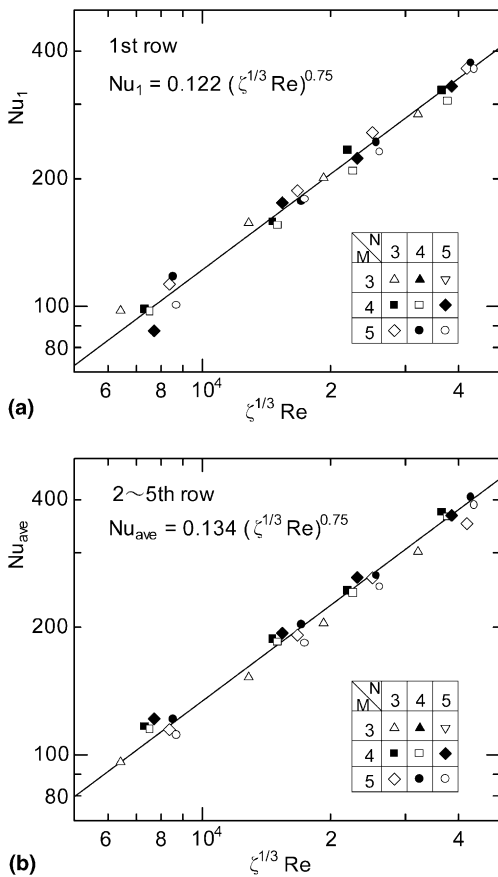 1st row
Nu₁ = 0.122 (ζ^1/3 Re)^0.75
Nu₁
400
200
100
80
N
M
3 4 5
3
4
5
6 8 10⁴ 2 4
(a)
ζ^1/3 Re
2~5th row
Nu_ave = 0.134 (ζ^1/3 Re)^0.75
Nu_ave
400
200
100
80
N
M
3 4 5
3
4
5
6 8 10⁴ 2 4
(b)
ζ^1/3 Re